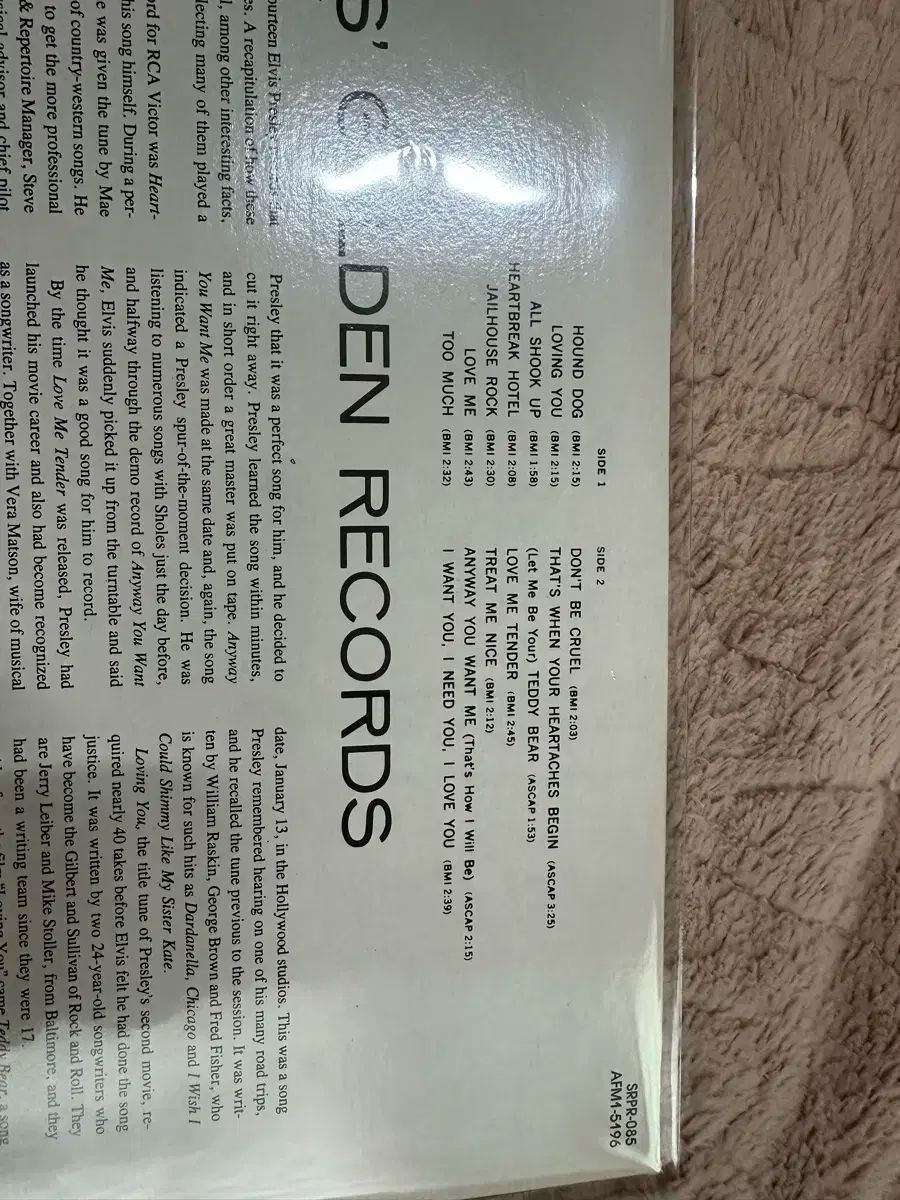 SRPR-085
AFM1-5196
SIDE 1
HOUND DOG (BMI 2:15)
LOVING YOU (BMI 2:15)
ALL SHOOK UP (BMI 1:58)
HEARTBREAK HOTEL (BMI 2:08)
JAILHOUSE ROCK (BMI 2:30)
LOVE ME (BMI 2:43)
TOO MUCH (BMI 2:32)
SIDE 2
DON'T BE CRUEL (BMI 2:03)
THAT'S WHEN YOUR HEARTACHES BEGIN (ASCAP 3:25)
(Let Me Be Your) TEDDY BEAR (ASCAP 1:53)
LOVE ME TENDER (BMI 2:45)
TREAT ME NICE (BMI 2:12)
ANYWAY YOU WANT ME (That's How I Will Be) (ASCAP 2:15)
I WANT YOU, I NEED YOU, I LOVE YOU (BMI 2:39)
S' G LDEN RECORDS
ourteen Elvis Presley
es. A recapitulation of how these
l, among other interesting facts,
lecting many of them played a
ord for RCA Victor was Heart-
his song himself. During a per-
e was given the tune by Mae
of country-western songs. He
to get the more professional
& Repertoire Manager, Steve
advisor and chief pilot
Presley that it was a perfect song for him, and he decided to
cut it right away. Presley learned the song within minutes,
and in short order a great master was put on tape. Anyway
You Want Me was made at the same date and, again, the song
indicated a Presley spur-of-the-moment decision. He was
listening to numerous songs with Sholes just the day before,
and halfway through the demo record of Anyway You Want
Me, Elvis suddenly picked it up from the turntable and said
he thought it was a good song for him to record.
By the time Love Me Tender was released, Presley had
launched his movie career and also had become recognized
as a songwriter. Together with Vera Matson, wife of musical
date, January 13, in the Hollywood studios. This was a song
Presley remembered hearing on one of his many road trips,
and he recalled the tune previous to the session. It was writ-
ten by William Raskin, George Brown and Fred Fisher, who
is known for such hits as Dardanella, Chicago and I Wish I
Could Shimmy Like My Sister Kate.
Loving You, the title tune of Presley's second movie, re-
quired nearly 40 takes before Elvis felt he had done the song
justice. It was written by two 24-year-old songwriters who
have become the Gilbert and Sullivan of Rock and Roll. They
are Jerry Leiber and Mike Stoller, from Baltimore, and they
had been a writing team since they were 17.
"Loving You" came Teddy Bear, a song